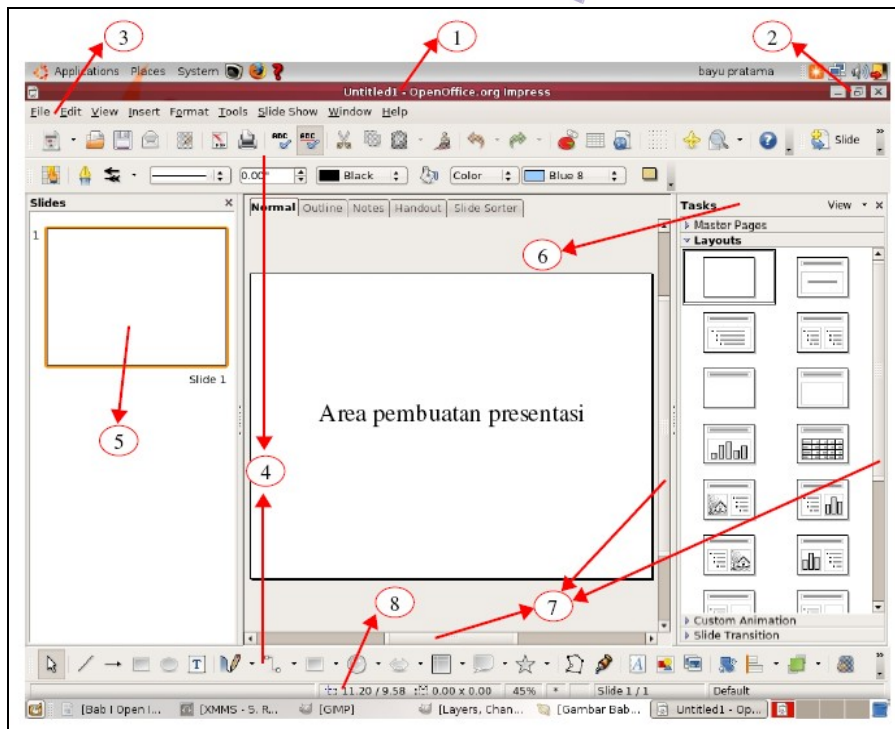 3
1
2
Applications Places System
bayu pratama
Untitled1 - OpenOffice.org Impress
File Edit View Insert Format Tools Slide Show Window Help
ABC
ABC
Slide
0.00"
Black
Color
Blue 8
Slides
Normal Outline Notes Handout Slide Sorter
Tasks
View
Master Pages
Layouts
6
1
Slide 1
5
Area pembuatan presentasi
4
7
8
Custom Animation
Slide Transition
T
A
11.20 / 9.58
0.00 x 0.00
45%
*
Slide 1 / 1
Default
[Bab I Open I...
[XMMS - S. R...
[GIMP]
[Layers, Chan...
[Gambar Bab...
Untitled1 - Op...